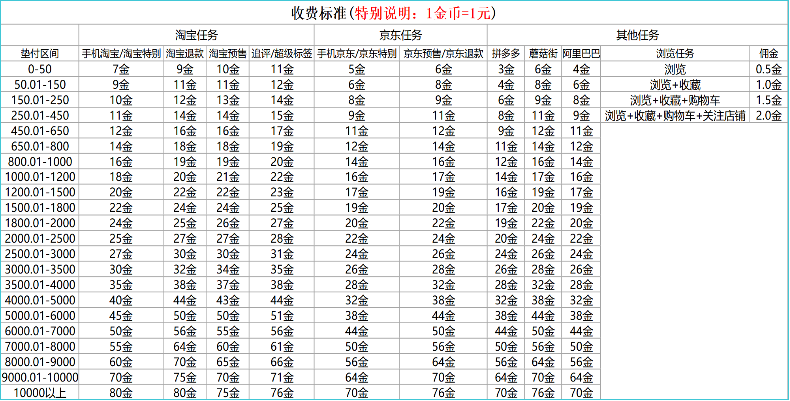 收费标准(特别说明：1金币=1元)
淘宝任务 京东任务 其他任务
垫付区间 手机淘宝/淘宝特别 淘宝退款 淘宝预售 追评/超级标签 手机京东/京东特别 京东预售/京东退款 拼多多 蘑菇街 阿里巴巴 浏览任务 佣金
0-50 7金 9金 10金 11金 5金 6金 3金 6金 4金 浏览 0.5金
50.01-150 9金 11金 11金 12金 6金 8金 4金 8金 6金 浏览+收藏 1.0金
150.01-250 10金 12金 13金 14金 8金 9金 6金 9金 8金 浏览+收藏+购物车 1.5金
250.01-450 11金 14金 14金 15金 9金 11金 8金 11金 9金 浏览+收藏+购物车+关注店铺 2.0金
450.01-650 12金 16金 16金 17金 11金 12金 9金 12金 11金
650.01-800 14金 18金 18金 19金 12金 14金 11金 14金 12金
800.01-1000 16金 19金 19金 20金 14金 16金 12金 16金 14金
1000.01-1200 18金 20金 21金 22金 16金 17金 14金 17金 16金
1200.01-1500 20金 22金 22金 23金 17金 19金 16金 19金 17金
1500.01-1800 22金 24金 24金 25金 19金 20金 17金 20金 19金
1800.01-2000 24金 25金 26金 27金 20金 22金 19金 22金 20金
2000.01-2500 25金 27金 27金 28金 22金 24金 20金 24金 22金
2500.01-3000 27金 30金 30金 31金 24金 26金 24金 26金 24金
3000.01-3500 30金 32金 34金 35金 26金 28金 26金 28金 26金
3500.01-4000 35金 38金 37金 38金 28金 32金 28金 32金 28金
4000.01-5000 40金 44金 43金 44金 32金 38金 32金 38金 32金
5000.01-6000 45金 50金 50金 51金 38金 44金 38金 44金 38金
6000.01-7000 50金 56金 55金 56金 44金 50金 44金 50金 44金
7000.01-8000 55金 64金 60金 61金 50金 56金 50金 56金 50金
8000.01-9000 60金 70金 65金 66金 56金 64金 56金 64金 56金
9000.01-10000 70金 75金 70金 71金 64金 70金 64金 70金 64金
10000以上 80金 80金 75金 76金 70金 76金 70金 76金 70金